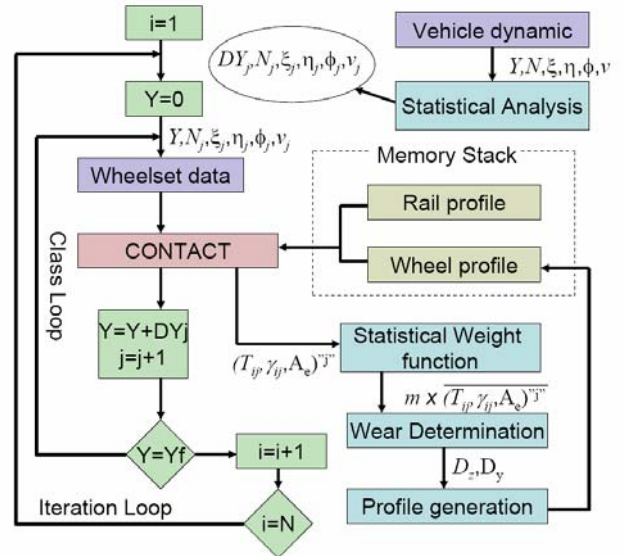 i=1
Vehicle dynamic
DYj,Nj,ξj,ηj,ϕj,νj
Y,N,ξ,η,ϕ,ν
Y=0
Statistical Analysis
Y,Nj,ξj,ηj,ϕj,νj
Memory Stack
Wheelset data
Rail profile
CONTACT
Wheel profile
Class Loop
Y=Y+DYj
j=j+1
(Tij,γij,Ae)"j"
Statistical Weight
function
m x (Tij,γij,Ae)"j"
Y=Yf
i=i+1
Wear Determination
Dz,Dy
Iteration Loop
i=N
Profile generation